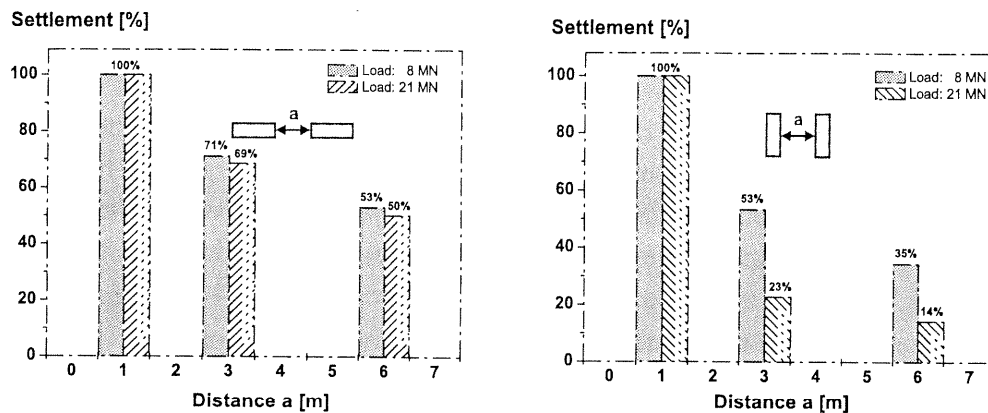 Settlement [%]
100%
Load: 8 MN
Load: 21 MN
a
71%
69%
53%
50%
100
80
60
40
20
0
0 1 2 3 4 5 6 7
Distance a [m]
Settlement [%]
100%
Load: 8 MN
Load: 21 MN
a
53%
23%
35%
14%
100
80
60
40
20
0
0 1 2 3 4 5 6 7
Distance a [m]